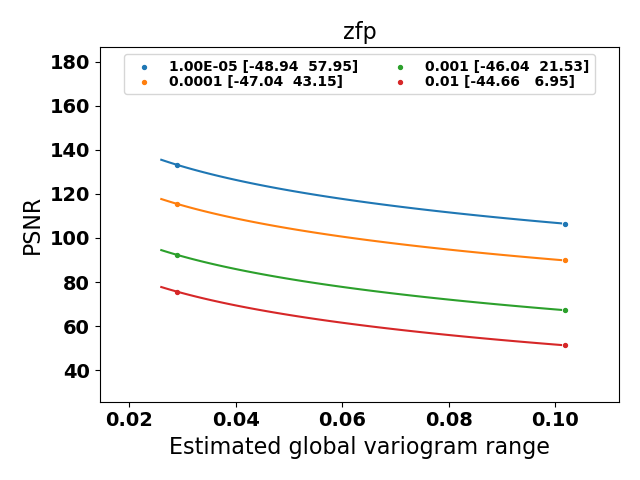 zfp
1.00E-05 [-48.94  57.95]
0.0001 [-47.04  43.15]
0.001 [-46.04  21.53]
0.01 [-44.66   6.95]
PSNR
180
160
140
120
100
80
60
40
0.02 0.04 0.06 0.08 0.10
Estimated global variogram range